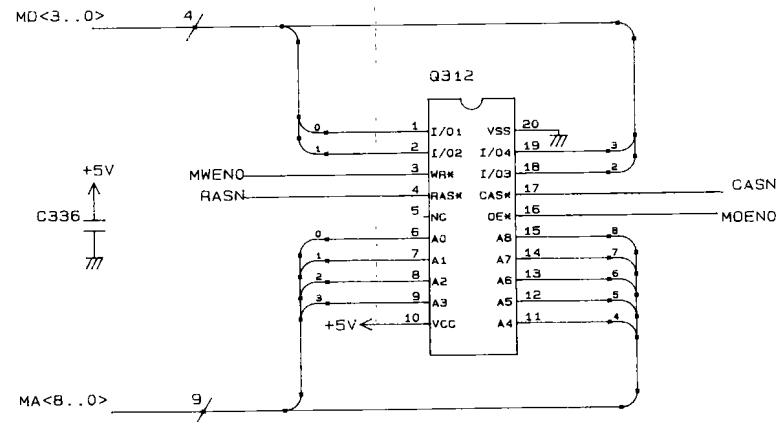 MD<3..0> 4
Q312
0 1 I/O1 VSS 20
1 2 I/O2 I/O4 19 3
MWEN0 3 WR* I/O3 18 2
RASN 4 RAS* CAS* 17 CASN
5 NC OE* 16 MOEN0
0 6 A0 A8 15 8
1 7 A1 A7 14 7
2 8 A2 A6 13 6
3 9 A3 A5 12 5
+5V 10 VCC A4 11 4
+5V
C336
MA<8..0> 9